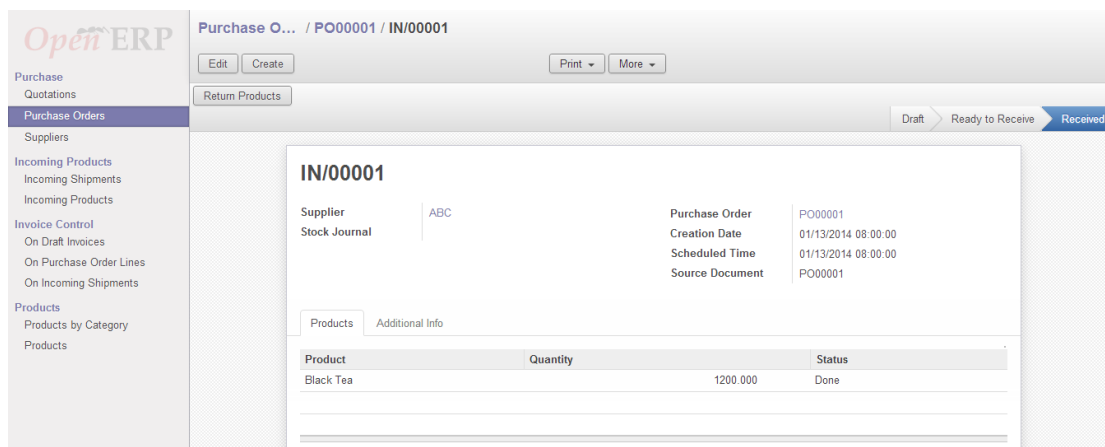 Open ERP
Purchase
Quotations
Purchase Orders
Suppliers
Incoming Products
Incoming Shipments
Incoming Products
Invoice Control
On Draft Invoices
On Purchase Order Lines
On Incoming Shipments
Products
Products by Category
Products
Purchase O... / PO00001 / IN/00001
Edit Create Print More
Return Products
Draft Ready to Receive Received
IN/00001
Supplier ABC
Stock Journal
Purchase Order PO00001
Creation Date 01/13/2014 08:00:00
Scheduled Time 01/13/2014 08:00:00
Source Document PO00001
Products Additional Info
Product Quantity Status
Black Tea 1200.000 Done